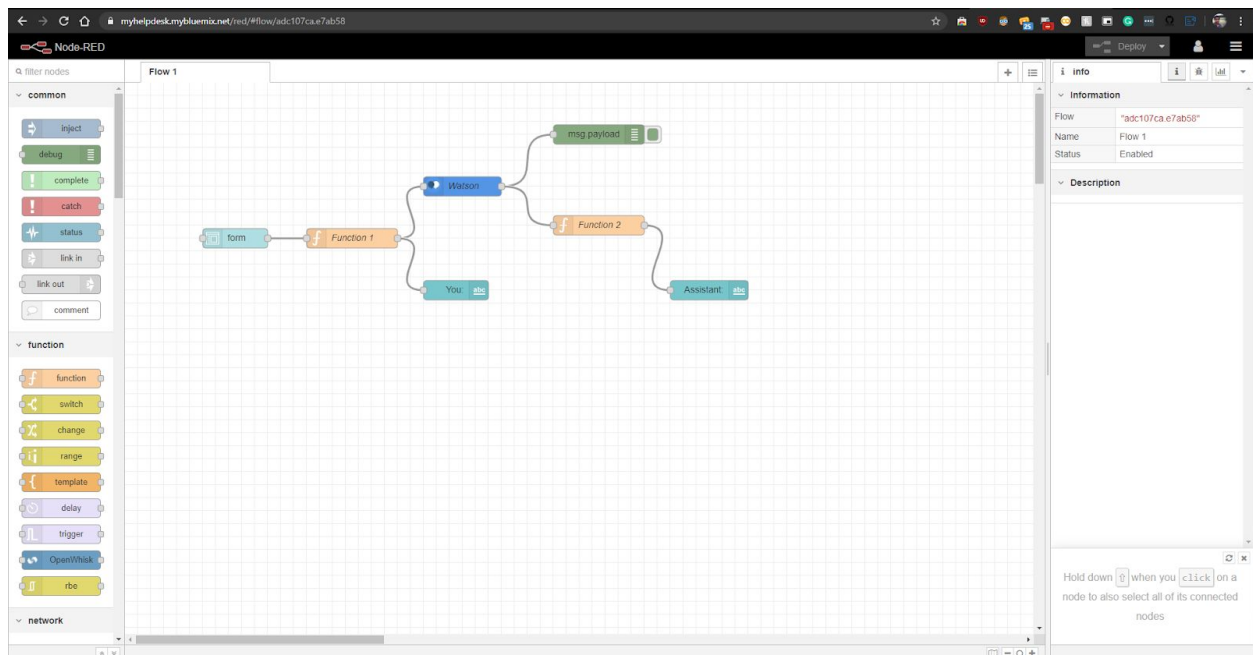 myhelpdesk.mybluemix.net/red/#flow/adc107ca.e7ab58
25
Node-RED
Deploy
filter nodes
Flow 1
i info
i
common
inject
debug
complete
catch
status
link in
link out
comment
function
f function
switch
change
range
{ template
delay
trigger
OpenWhisk
rbe
network
form
f Function 1
Watson
You: abc
msg.payload
f Function 2
Assistant: abc
Information
Flow "adc107ca.e7ab58"
Name Flow 1
Status Enabled
Description
Hold down ⇧ when you click on a
node to also select all of its connected
nodes